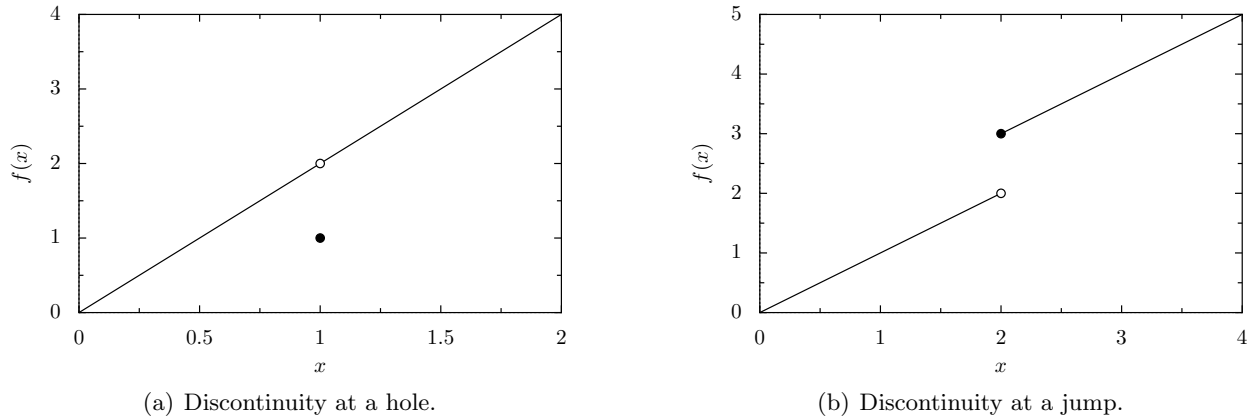 4
3
2
1
0
0 0.5 1 1.5 2
f(x)
x
(a) Discontinuity at a hole.
5
4
3
2
1
0
0 1 2 3 4
f(x)
x
(b) Discontinuity at a jump.